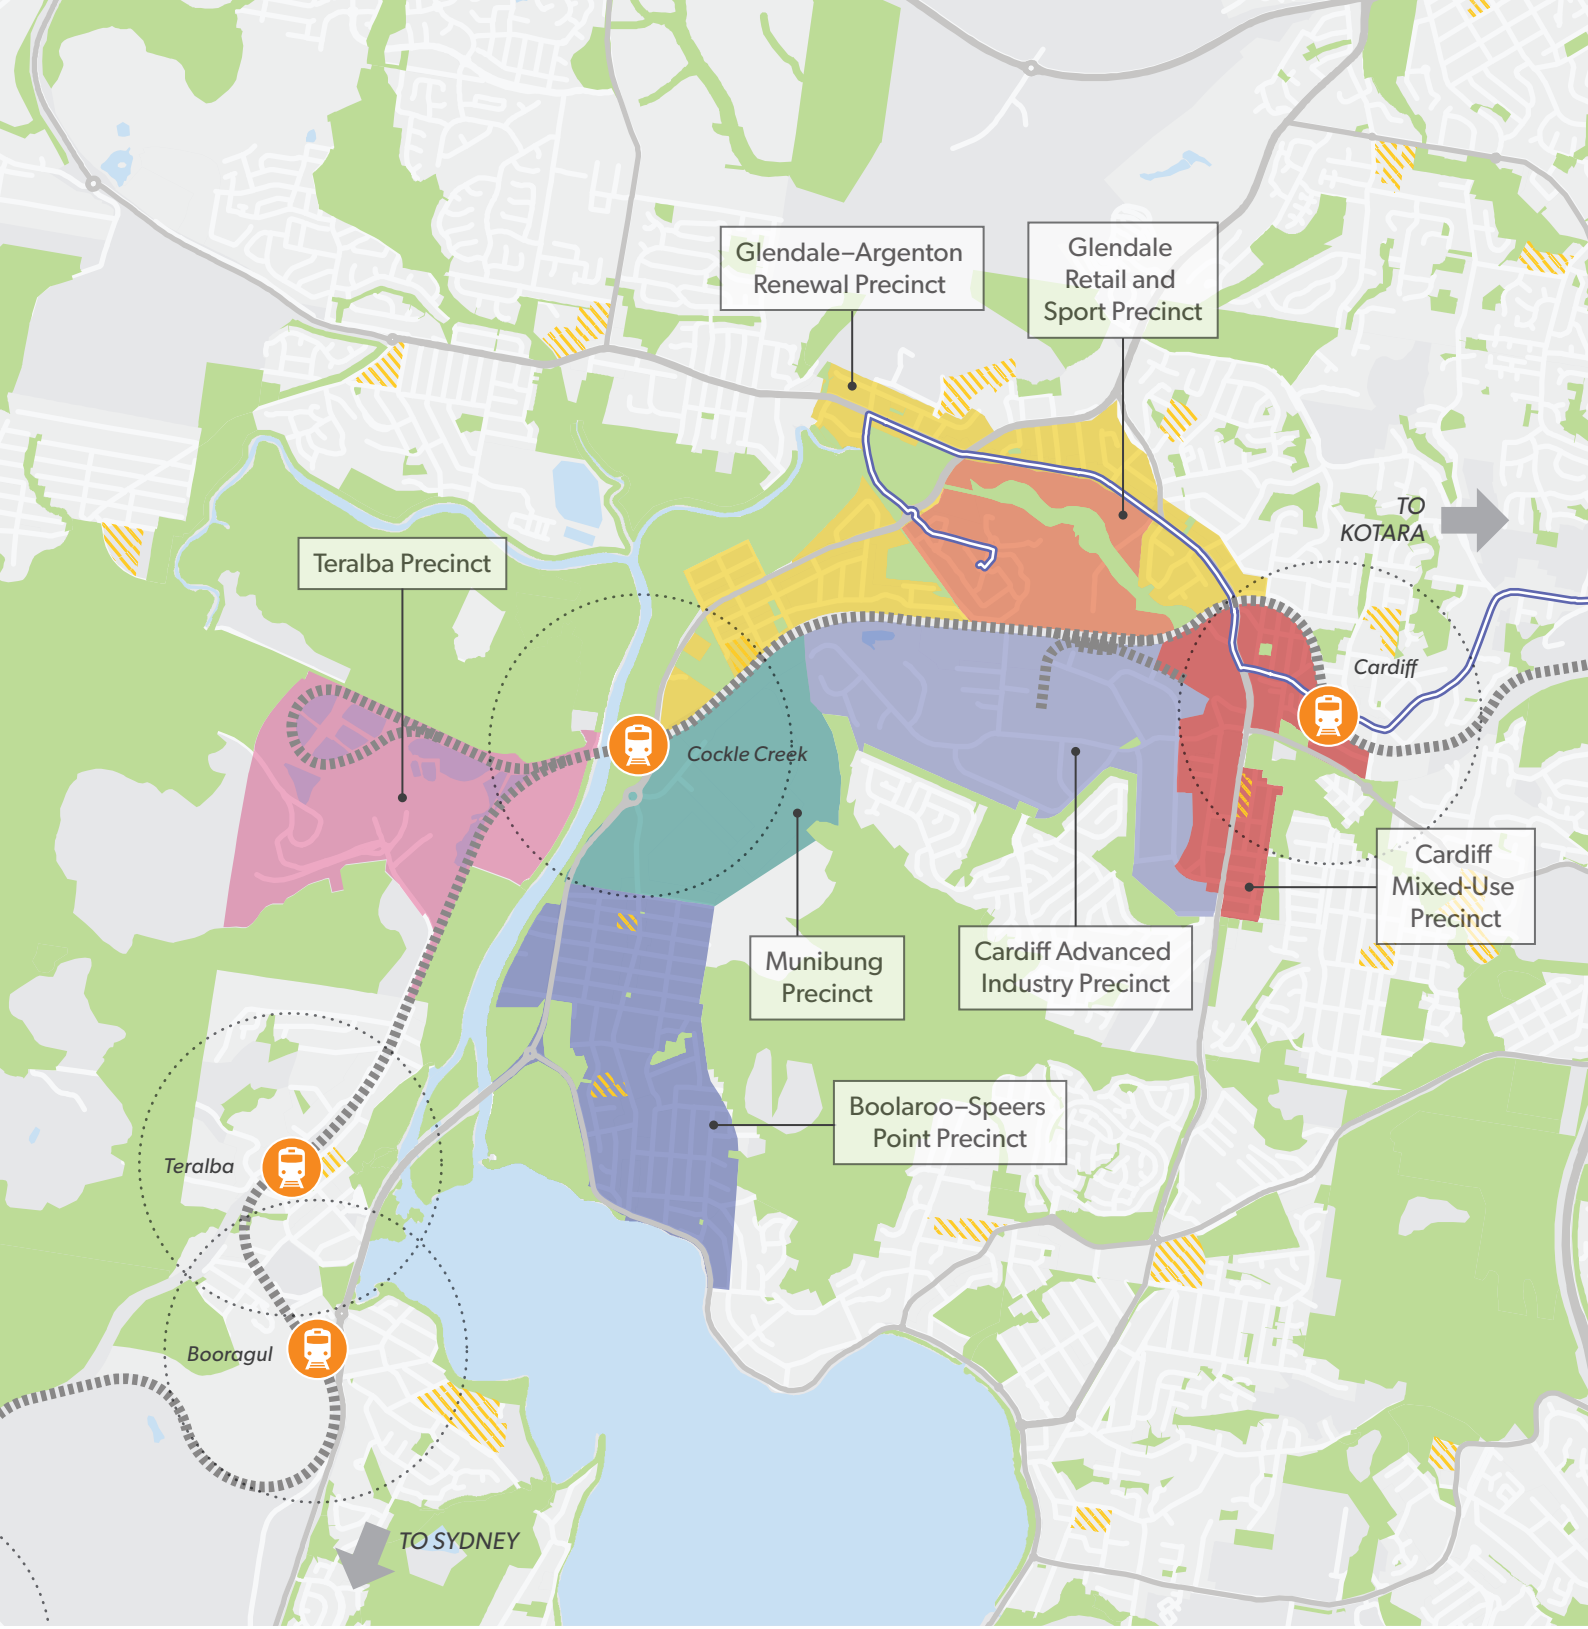 Glendale–Argenton
Renewal Precinct
Glendale
Retail and
Sport Precinct
TO
KOTARA
Teralba Precinct
Cardiff
Cockle Creek
Cardiff
Mixed-Use
Precinct
Munibung
Precinct
Cardiff Advanced
Industry Precinct
Boolaroo–Speers
Point Precinct
Teralba
Booragul
TO SYDNEY